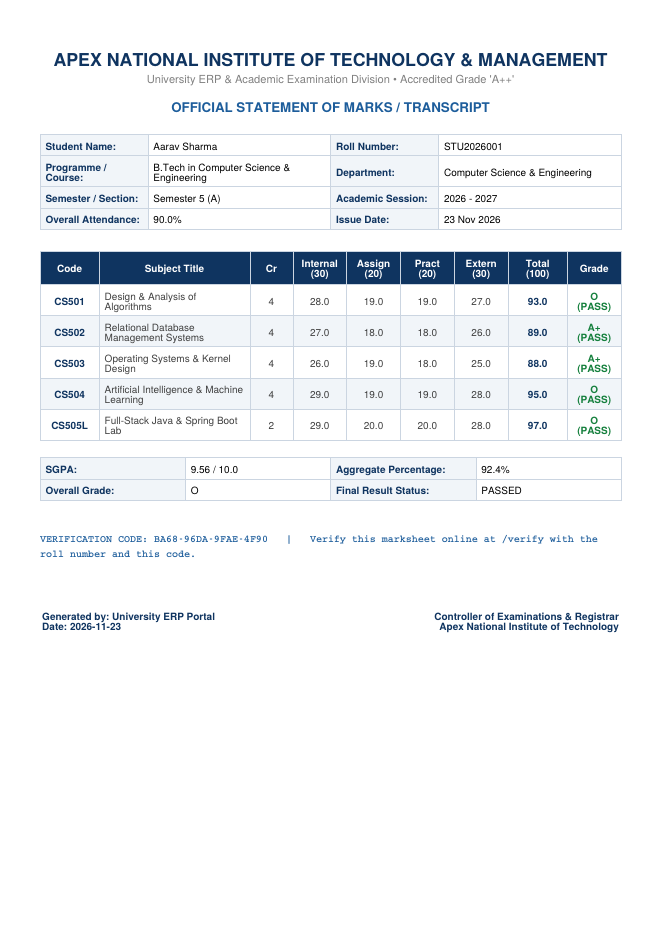 APEX NATIONAL INSTITUTE OF TECHNOLOGY & MANAGEMENT
University ERP & Academic Examination Division • Accredited Grade 'A++'
OFFICIAL STATEMENT OF MARKS / TRANSCRIPT
Student Name: Aarav Sharma Roll Number: STU2026001
Programme / Course: B.Tech in Computer Science & Engineering Department: Computer Science & Engineering
Semester / Section: Semester 5 (A) Academic Session: 2026 - 2027
Overall Attendance: 90.0% Issue Date: 23 Nov 2026
Code Subject Title Cr Internal (30) Assign (20) Pract (20) Extern (30) Total (100) Grade
CS501 Design & Analysis of Algorithms 4 28.0 19.0 19.0 27.0 93.0 O (PASS)
CS502 Relational Database Management Systems 4 27.0 18.0 18.0 26.0 89.0 A+ (PASS)
CS503 Operating Systems & Kernel Design 4 26.0 19.0 18.0 25.0 88.0 A+ (PASS)
CS504 Artificial Intelligence & Machine Learning 4 29.0 19.0 19.0 28.0 95.0 O (PASS)
CS505L Full-Stack Java & Spring Boot Lab 2 29.0 20.0 20.0 28.0 97.0 O (PASS)
SGPA: 9.56 / 10.0 Aggregate Percentage: 92.4%
Overall Grade: O Final Result Status: PASSED
VERIFICATION CODE: BA68-96DA-9FAE-4F90 | Verify this marksheet online at /verify with the
roll number and this code.
Generated by: University ERP Portal Controller of Examinations & Registrar
Date: 2026-11-23 Apex National Institute of Technology